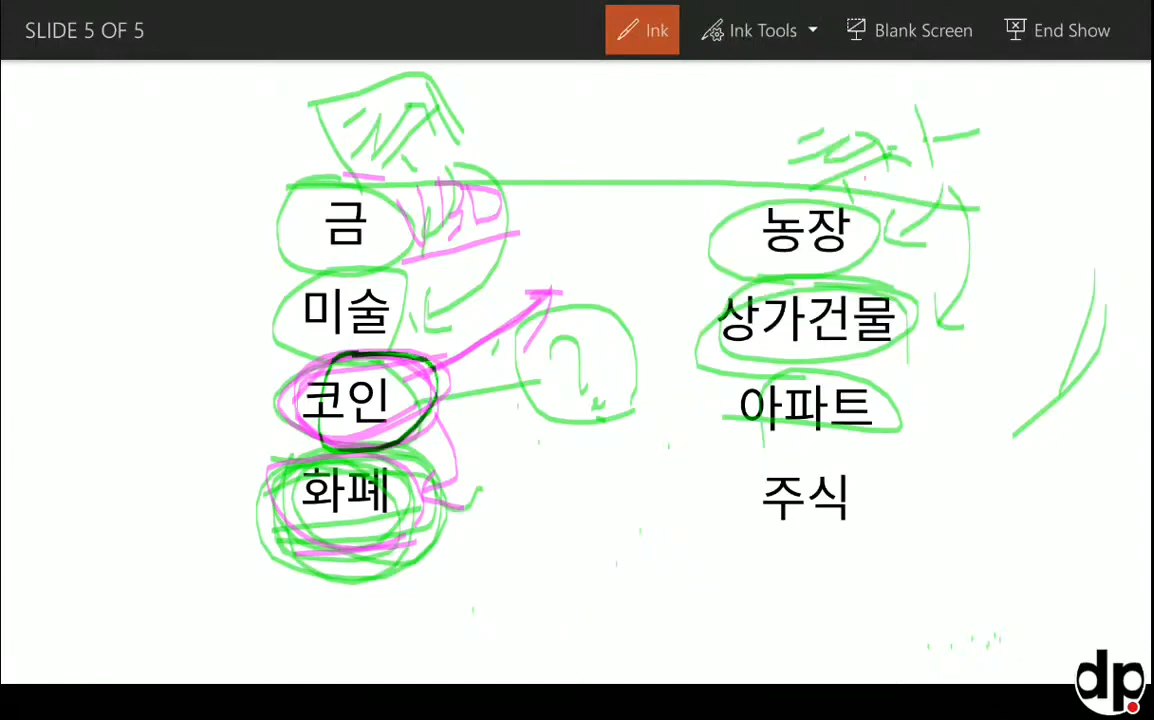 SLIDE 5 OF 5 Ink Ink Tools Blank Screen End Show
금 농장
미술 상가건물
코인 아파트
화폐 주식
dp